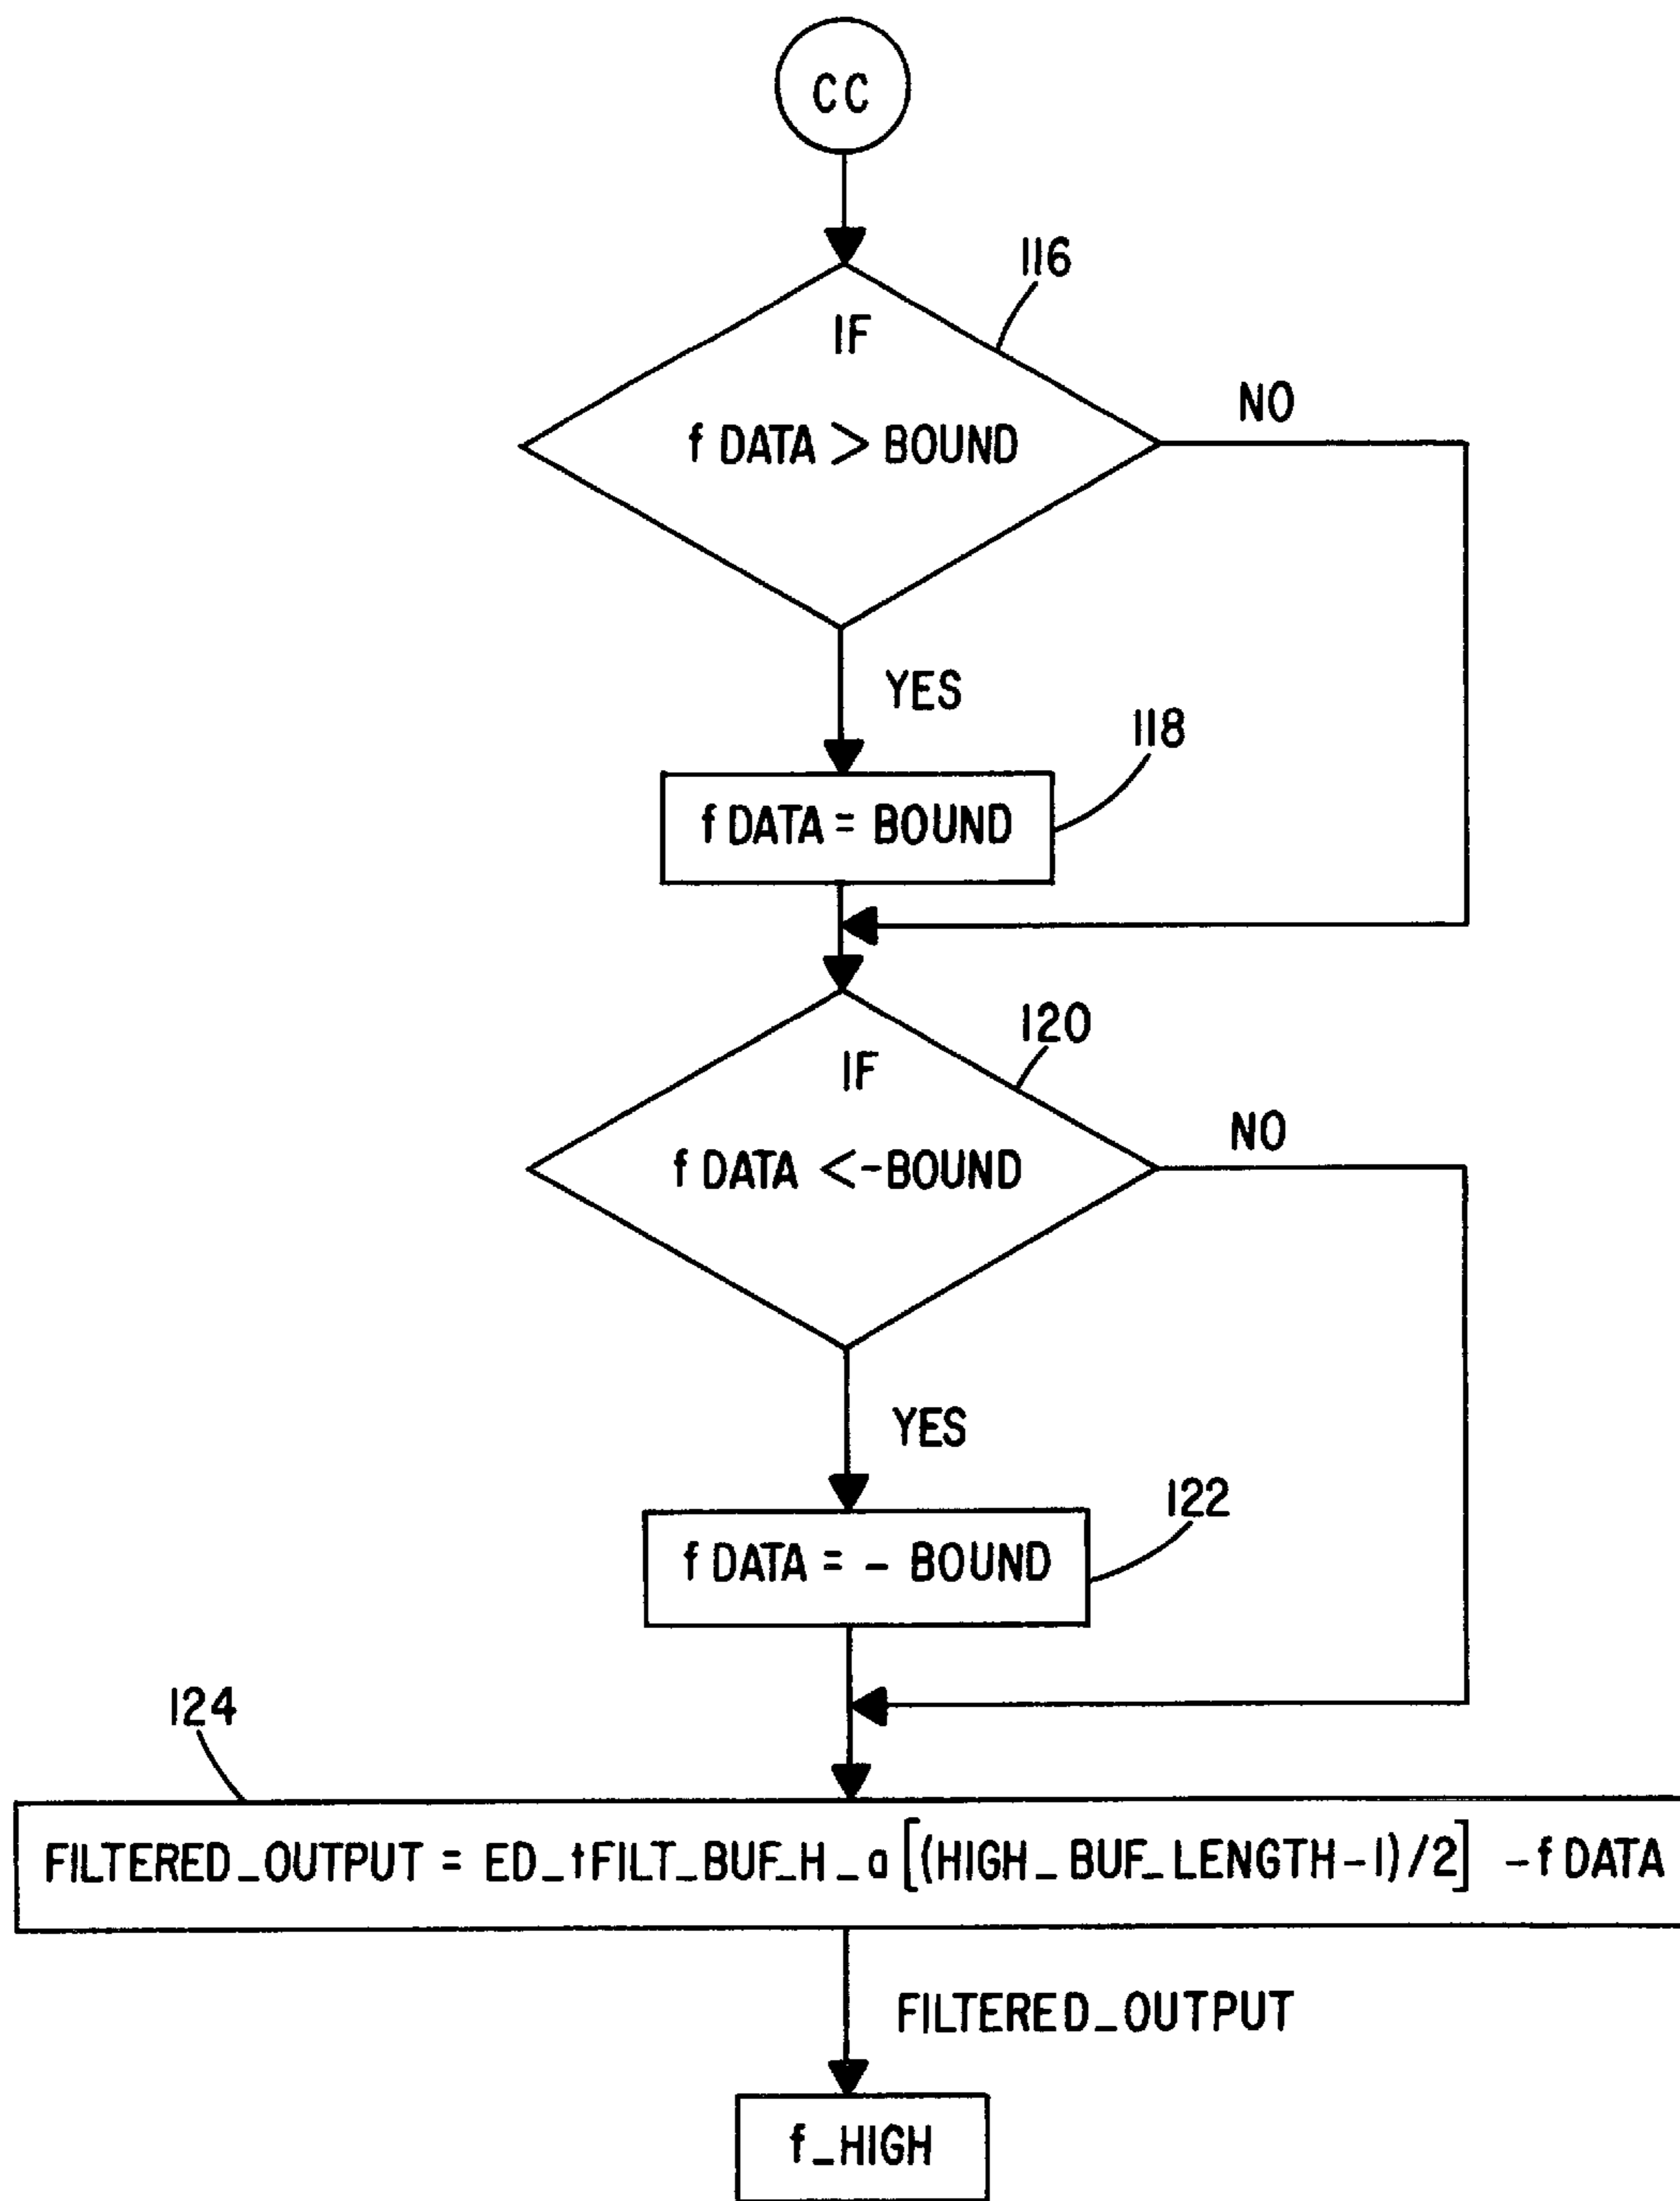 CC
116
IF
f DATA > BOUND
NO
YES
118
f DATA = BOUND
120
IF
f DATA <-BOUND
NO
YES
122
f DATA = - BOUND
124
FILTERED_OUTPUT = ED_tFILT_BUF_H_a[(HIGH_BUF_LENGTH-1)/2] -f DATA
FILTERED_OUTPUT
f_HIGH